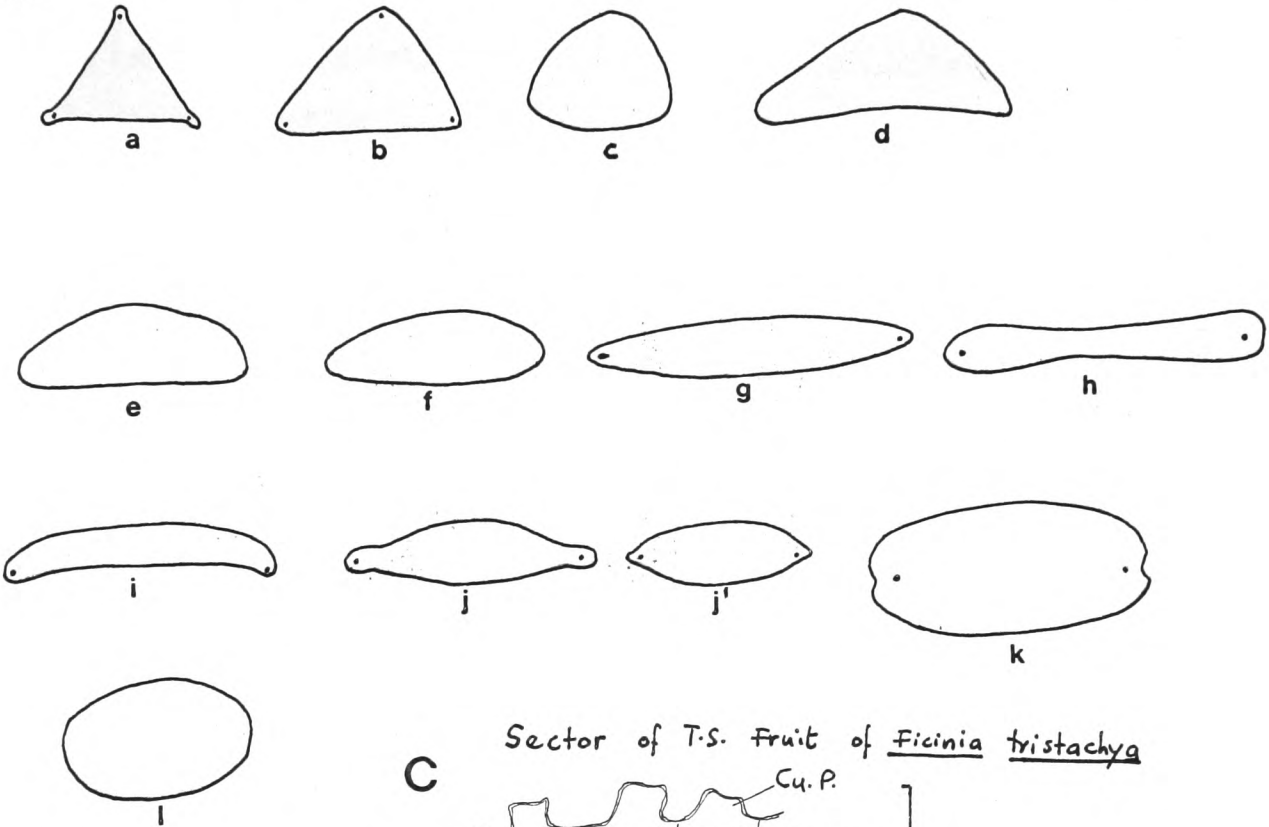 a b c d
e f g h
i j j' k
l
Sector of T.S. Fruit of Ficinia tristachya
C
Cu.P.